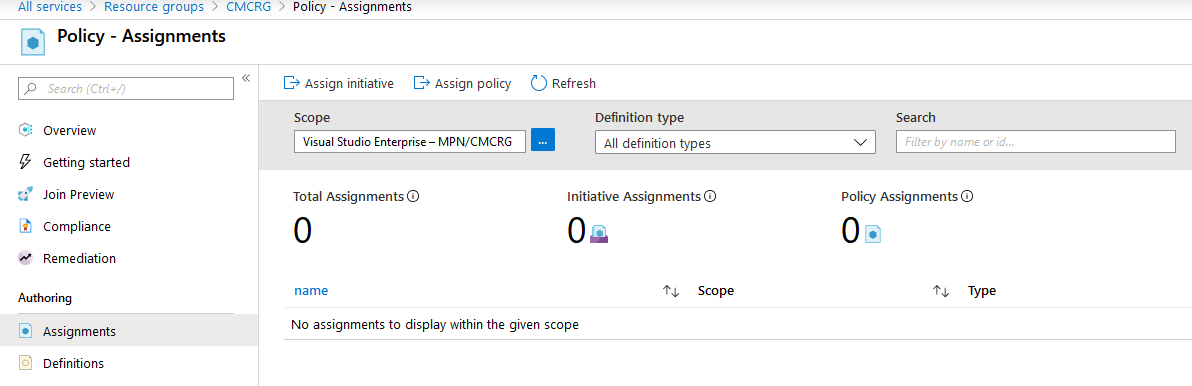 All services > Resource groups > CMCRG > Policy - Assignments
Policy - Assignments
Search (Ctrl+/)
«
Overview
Getting started
Join Preview
Compliance
Remediation
Authoring
Assignments
Definitions
Assign initiative Assign policy Refresh
Scope Definition type Search
Visual Studio Enterprise – MPN/CMCRG ... All definition types Filter by name or id...
Total Assignments Initiative Assignments Policy Assignments
0 0 0
name Scope Type
No assignments to display within the given scope